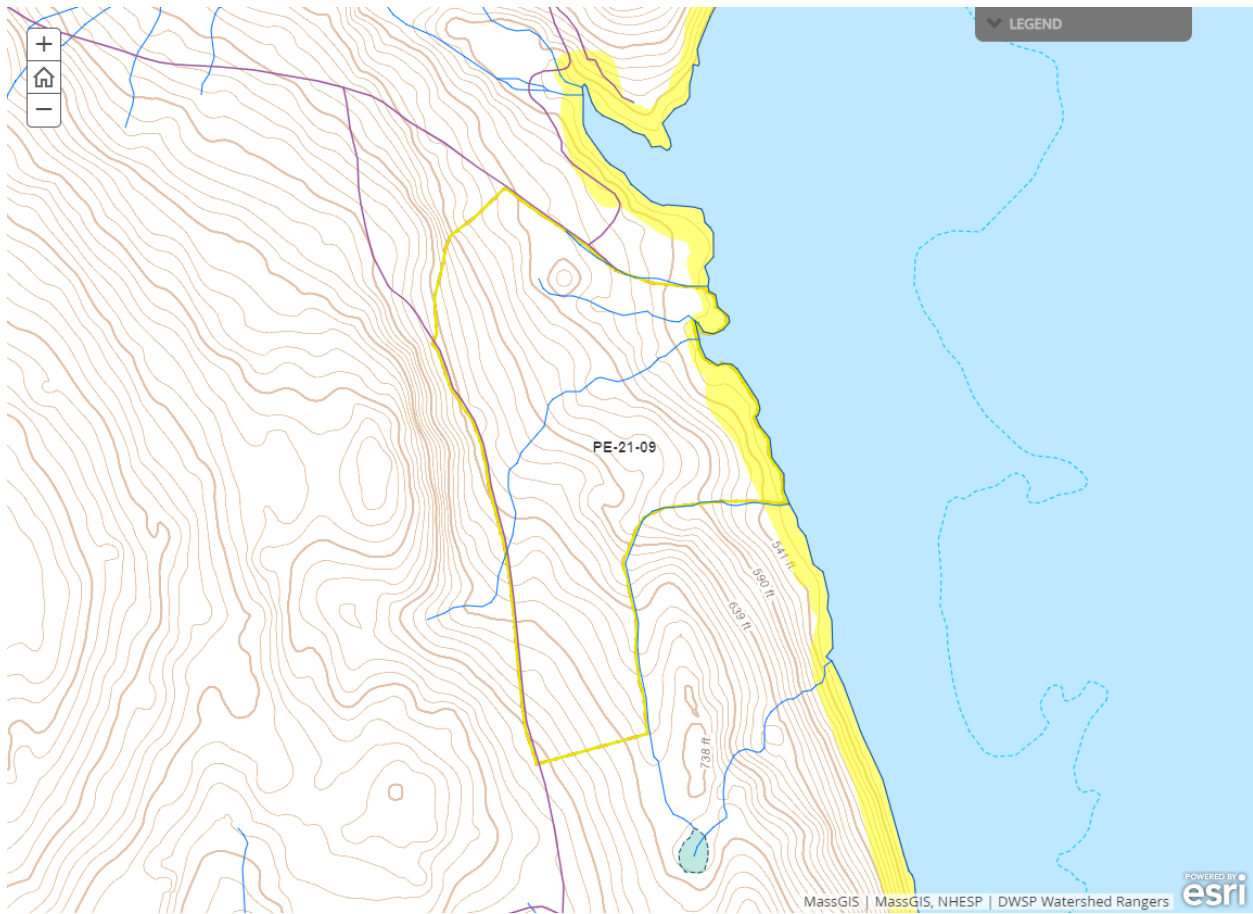 +
−
LEGEND
PE-21-09
541 ft
590 ft
639 ft
738 ft
MassGIS | MassGIS, NHESP | DWSP Watershed Rangers
POWERED BY
esri